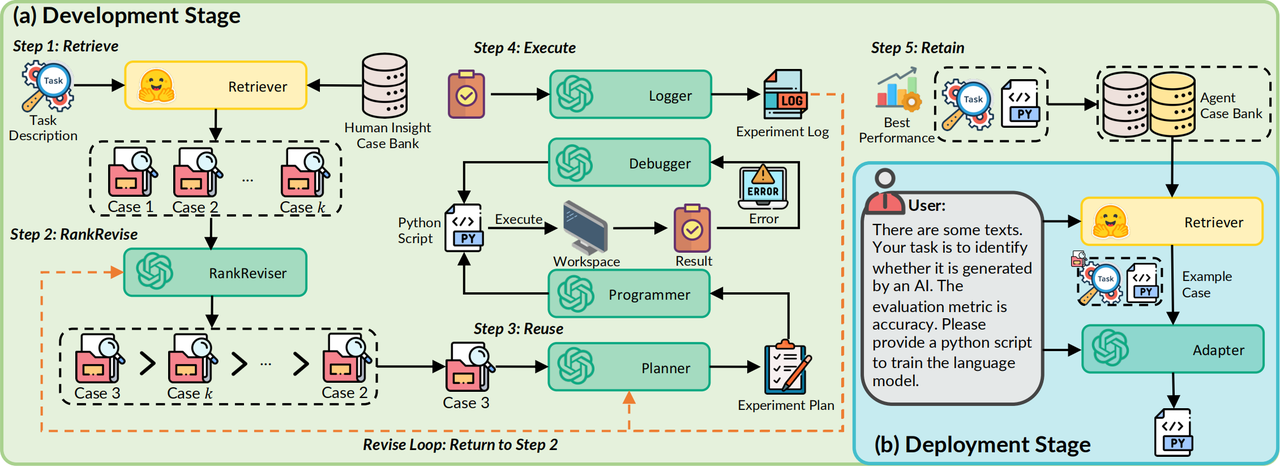 (a) Development Stage
Step 1: Retrieve
Task
Task
Description
Retriever
Human Insight
Case Bank
Case 1
Case 2
...
Case k
Step 2: RankRevise
RankReviser
Case 3
Case k
...
Case 2
Step 4: Execute
Logger
LOG
Experiment Log
Debugger
ERROR
Error
Python
Script
PY
Execute
Workspace
Result
Programmer
Step 3: Reuse
Case 3
Planner
Experiment Plan
Revise Loop: Return to Step 2
Step 5: Retain
Best
Performance
Task
PY
Agent
Case Bank
User:
There are some texts.
Your task is to identify
whether it is generated
by an AI. The
evaluation metric is
accuracy. Please
provide a python script
to train the language
model.
Retriever
Task
PY
Example
Case
Adapter
PY
(b) Deployment Stage